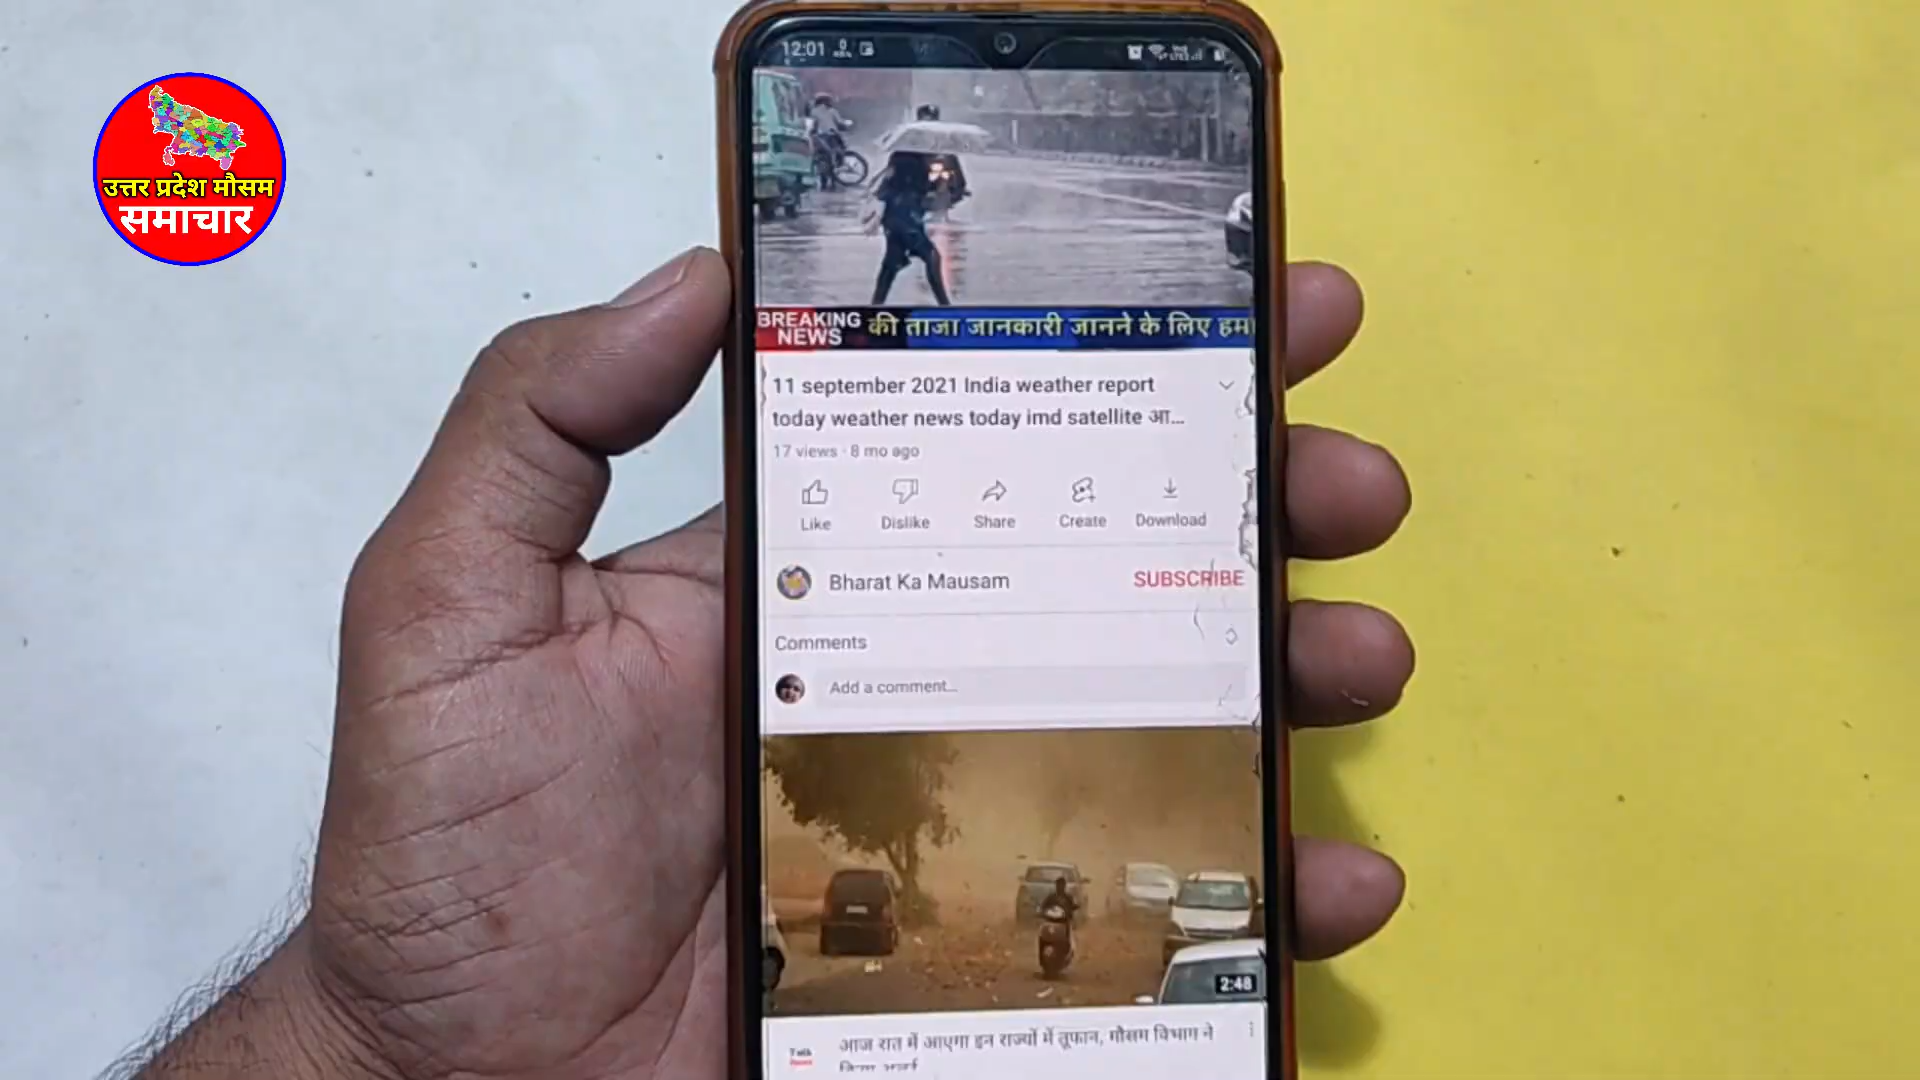 उत्तर प्रदेश मौसम
समाचार
12:01
BREAKING
NEWS
की ताजा जानकारी जानने के लिए हमा
11 september 2021 India weather report
today weather news today imd satellite आ...
17 views · 8 mo ago
Like
Dislike
Share
Create
Download
Bharat Ka Mausam
SUBSCRIBE
Comments
Add a comment...
2:48
आज रात में आएगा इन राज्यों में तूफान, मौसम विभाग ने
Talk
News